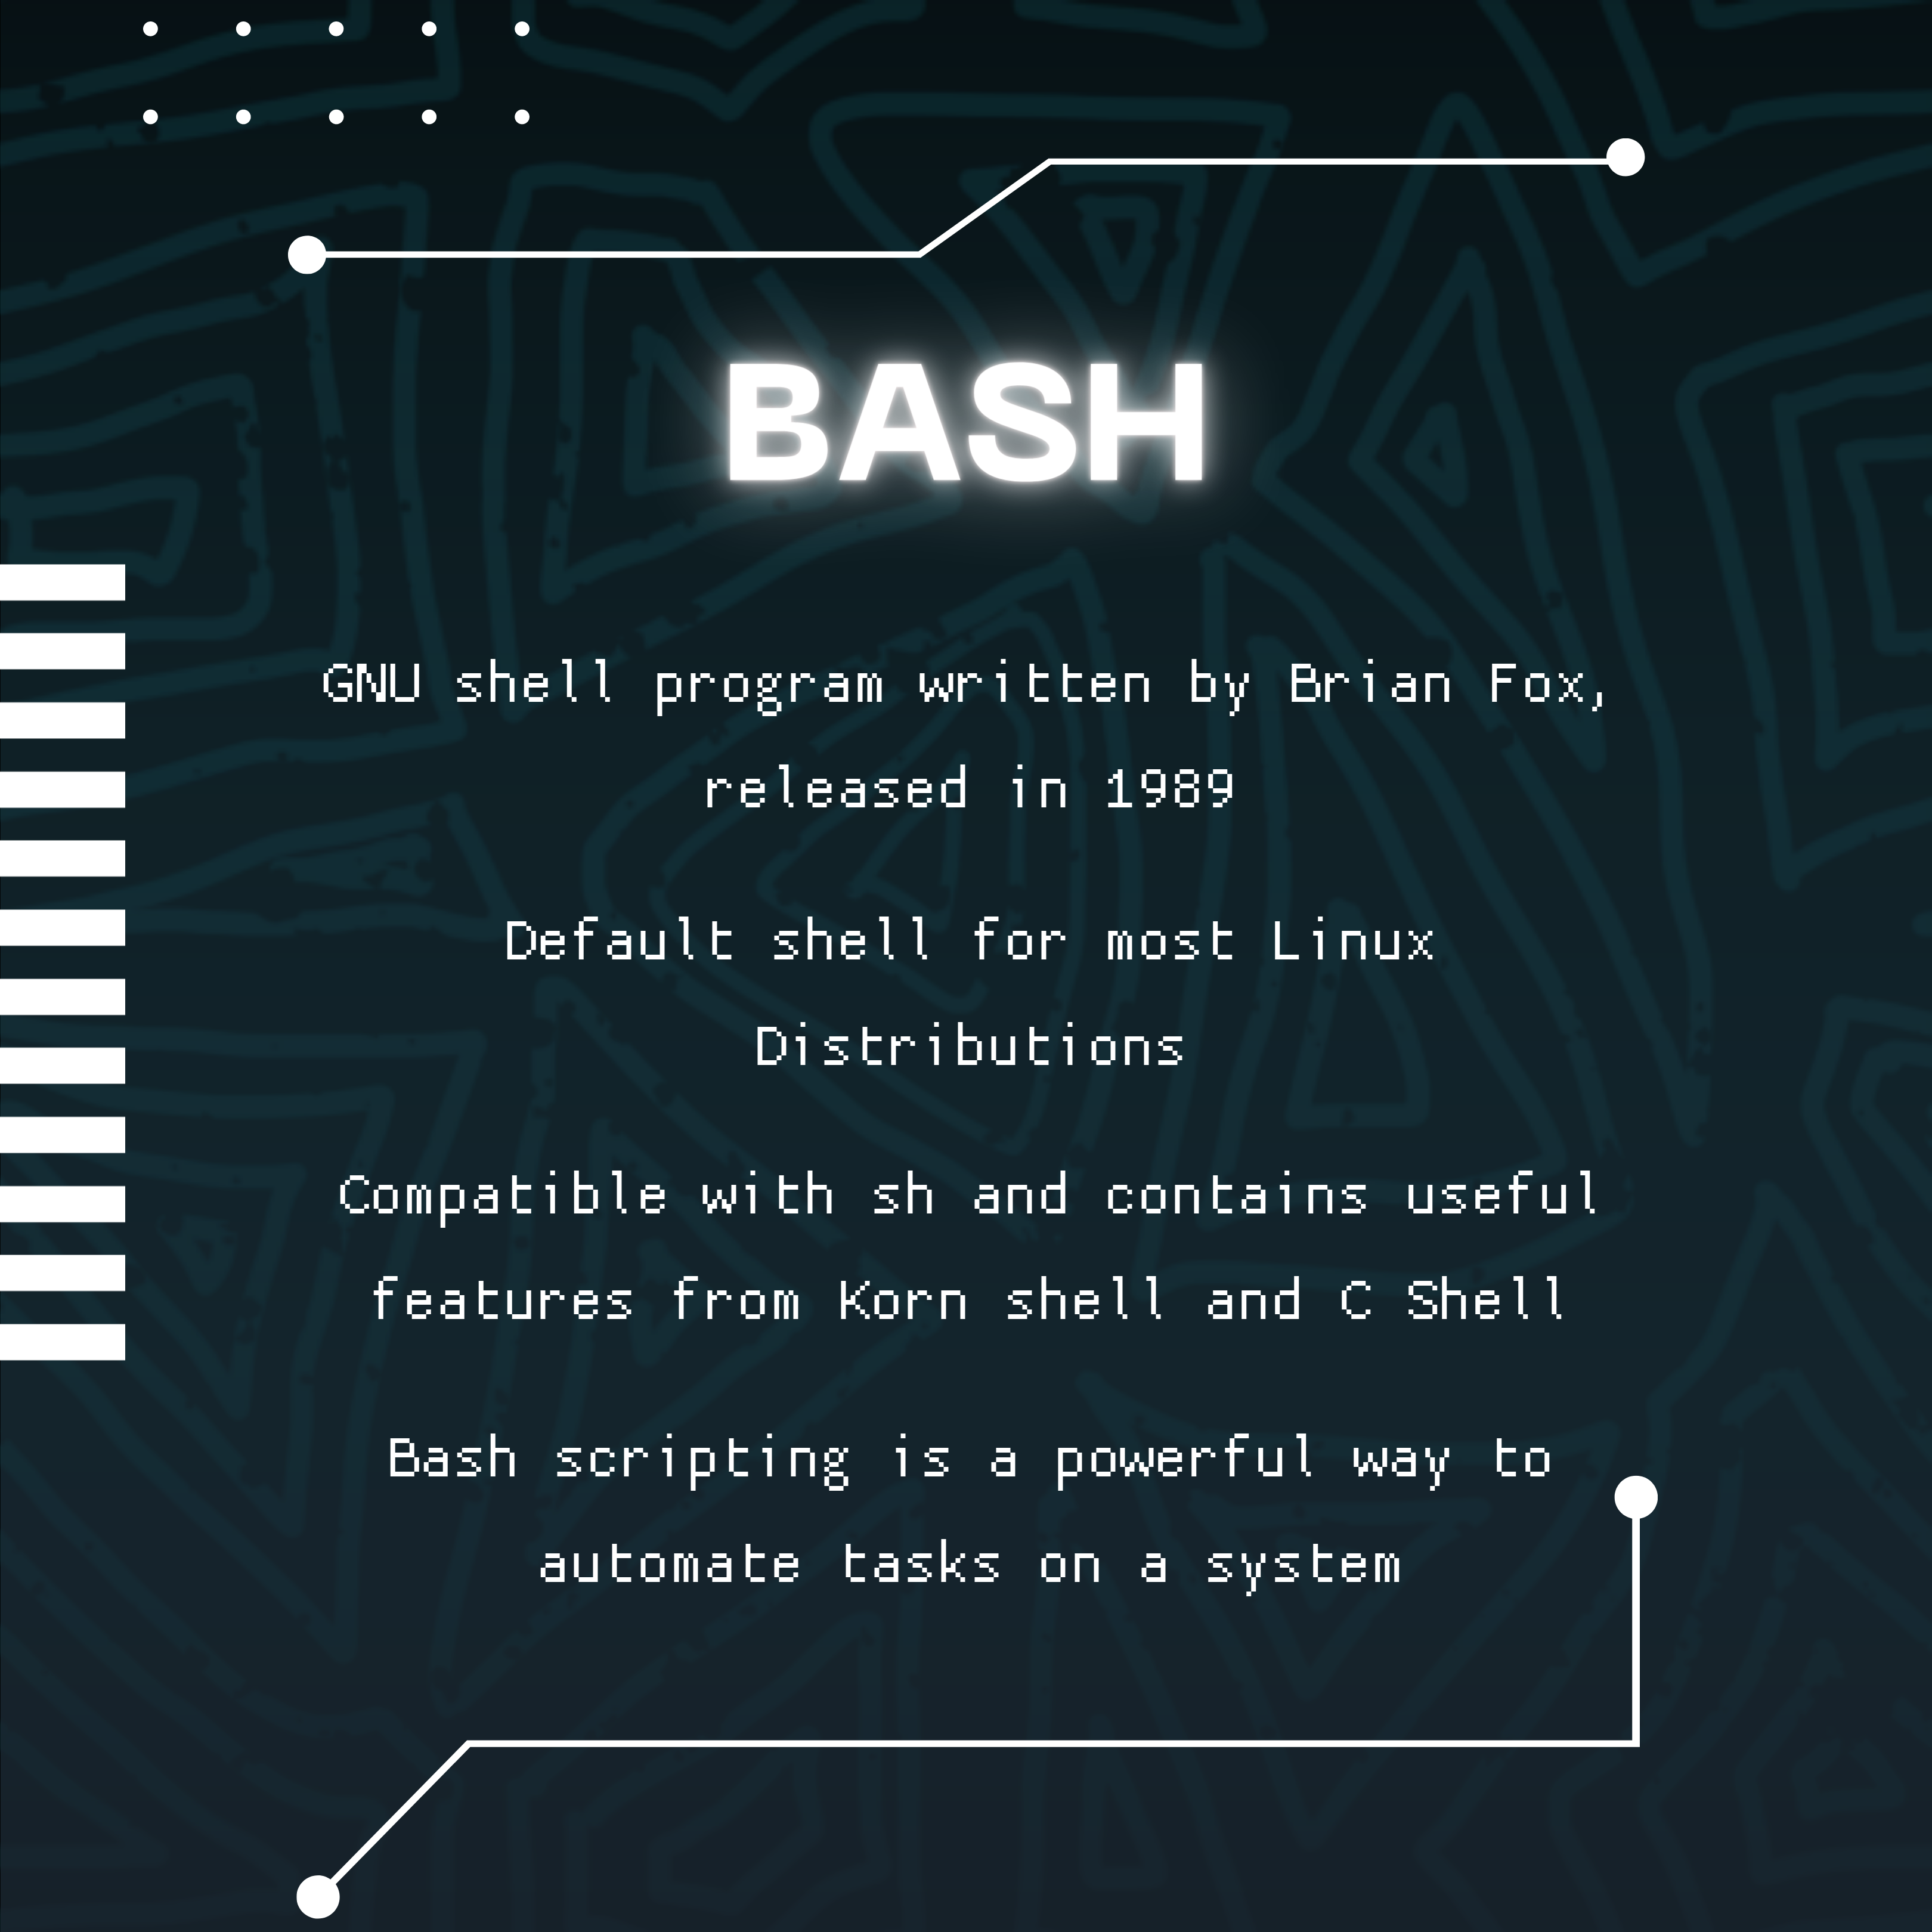 BASH
GNU shell program written by Brian Fox,
released in 1989
Default shell for most Linux
Distributions
Compatible with sh and contains useful
features from Korn shell and C Shell
Bash scripting is a powerful way to
automate tasks on a system